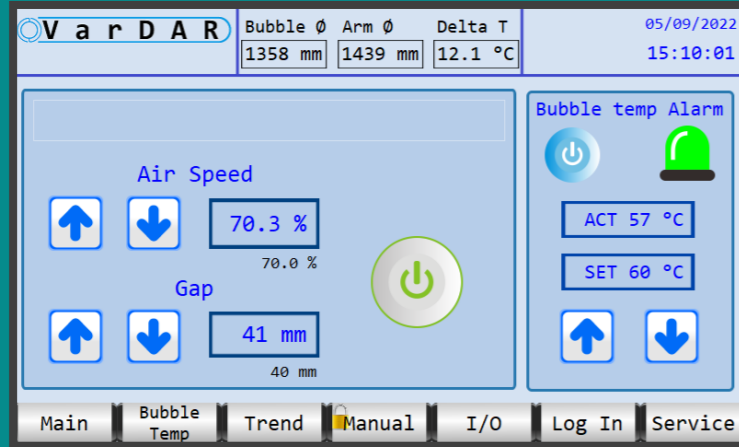 VarDAR
Bubble Ø Arm Ø Delta T
1358 mm 1439 mm 12.1 °C
05/09/2022
15:10:01
Air Speed
70.3 %
70.0 %
Gap
41 mm
40 mm
Bubble temp Alarm
ACT 57 °C
SET 60 °C
Main
Bubble
Temp
Trend
Manual
I/O
Log In
Service